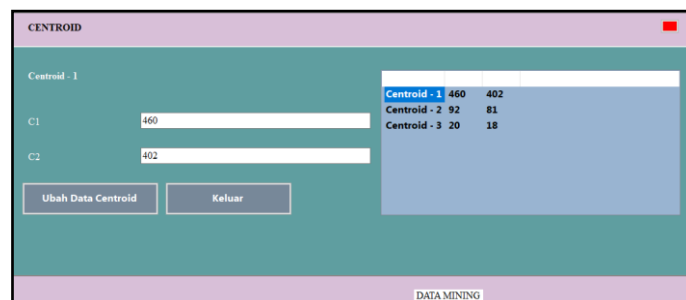 CENTROID
Centroid - 1
C1 460
C2 402
Ubah Data Centroid Keluar
Centroid - 1 460 402
Centroid - 2 92 81
Centroid - 3 20 18
DATA MINING